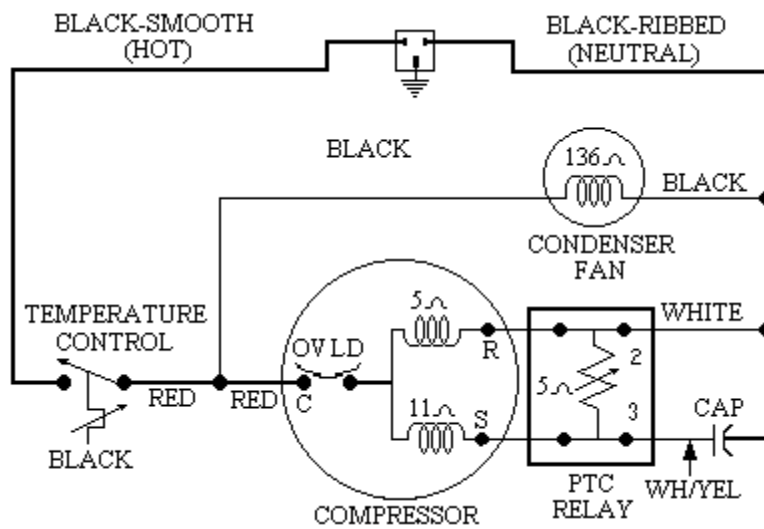 BLACK-SMOOTH
(HOT)
BLACK-RIBBED
(NEUTRAL)
BLACK
136Ω
BLACK
CONDENSER
FAN
TEMPERATURE
CONTROL
5Ω
WHITE
OVLD
R
2
RED
RED
C
5Ω
11Ω
S
3
CAP
BLACK
COMPRESSOR
PTC
RELAY
WH/YEL